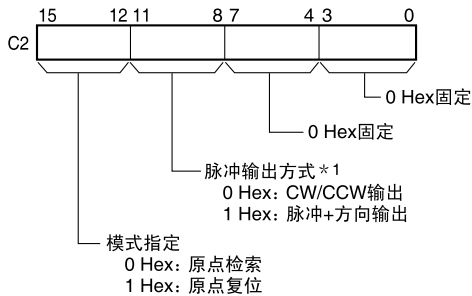 15 12 11 8 7 4 3 0
C2
0 Hex固定
0 Hex固定
脉冲输出方式*1
0 Hex：CW/CCW输出
1 Hex：脉冲+方向输出
模式指定
0 Hex：原点检索
1 Hex：原点复位